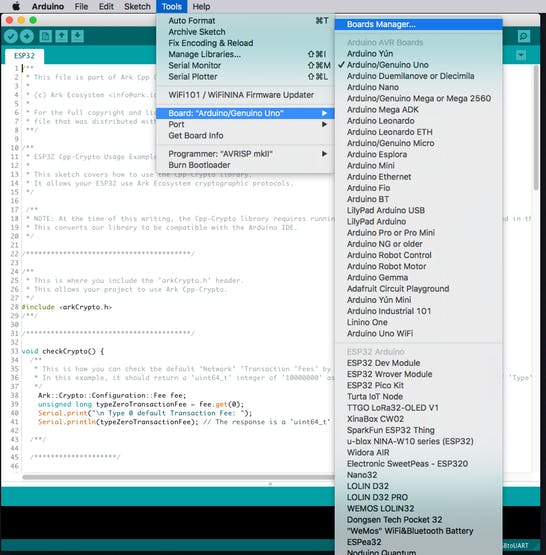 Arduino File Edit Sketch Tools Help
Auto Format ⌘T
Archive Sketch
Fix Encoding & Reload
Manage Libraries... ⇧⌘I
Serial Monitor ⇧⌘M
Serial Plotter ⇧⌘L
WiFi101 / WiFiNINA Firmware Updater
Board: "Arduino/Genuino Uno"
Port
Get Board Info
Programmer: "AVRISP mkII"
Burn Bootloader
Boards Manager...
Arduino AVR Boards
Arduino Yún
✓ Arduino/Genuino Uno
Arduino Duemilanove or Diecimila
Arduino Nano
Arduino/Genuino Mega or Mega 2560
Arduino Mega ADK
Arduino Leonardo
Arduino Leonardo ETH
Arduino/Genuino Micro
Arduino Esplora
Arduino Mini
Arduino Ethernet
Arduino Fio
Arduino BT
LilyPad Arduino USB
LilyPad Arduino
Arduino Pro or Pro Mini
Arduino NG or older
Arduino Robot Control
Arduino Robot Motor
Arduino Gemma
Adafruit Circuit Playground
Arduino Yún Mini
Arduino Industrial 101
Linino One
Arduino Uno WiFi
ESP32 Arduino
ESP32 Dev Module
ESP32 Wrover Module
ESP32 Pico Kit
Turta IoT Node
TTGO LoRa32-OLED V1
XinaBox CW02
SparkFun ESP32 Thing
u-blox NINA-W10 series (ESP32)
Widora AIR
Electronic SweetPeas - ESP320
Nano32
LOLIN D32
LOLIN D32 PRO
WEMOS LOLIN32
Dongsen Tech Pocket 32
"WeMos" WiFi&Bluetooth Battery
ESPea32
Noduino Quantum
ESP32
1 /**
2 * This file is part of Ark Cpp C
3 *
4 * (c) Ark Ecosystem <info@ark.i
5 *
6 * For the full copyright and li
7 * file that was distributed wit
8 **/
9
10 /**
11 * ESP32 Cpp-Crypto Usage Example
12 *
13 * This sketch covers how to use the Cpp-Crypto library.
14 * It allows your ESP32 use Ark Ecosystem cryptographic protocols.
15 */
16
17 /**
18 * NOTE: At the time of this writing, the Cpp-Crypto library requires running d in th
19 * This converts our library to be compatible with the Arduino IDE.
20 */
21
22 /****************************************/
23
24 /**
25 * This is where you include the 'arkCrypto.h' header.
26 * This allows your project to use Ark Cpp-Crypto.
27 */
28 #include <arkCrypto.h>
29 /**/
30
31 /****************************************/
32
33 void checkCrypto() {
34 /**
35 * This is how you can check the default 'Network' "Transaction 'Fees' by
36 * In this example, it should return a 'uint64_t' integer of '10000000' as of 'Type'
37 */
38 Ark::Crypto::Configuration::Fee fee;
39 unsigned long typeZeroTransactionFee = fee.get(0);
40 Serial.print("\n Type 0 default Transaction Fee: ");
41 Serial.println(typeZeroTransactionFee); // The response is a 'uint64_t'
42
43 /**/
44
45 /********************/
46
8toUART